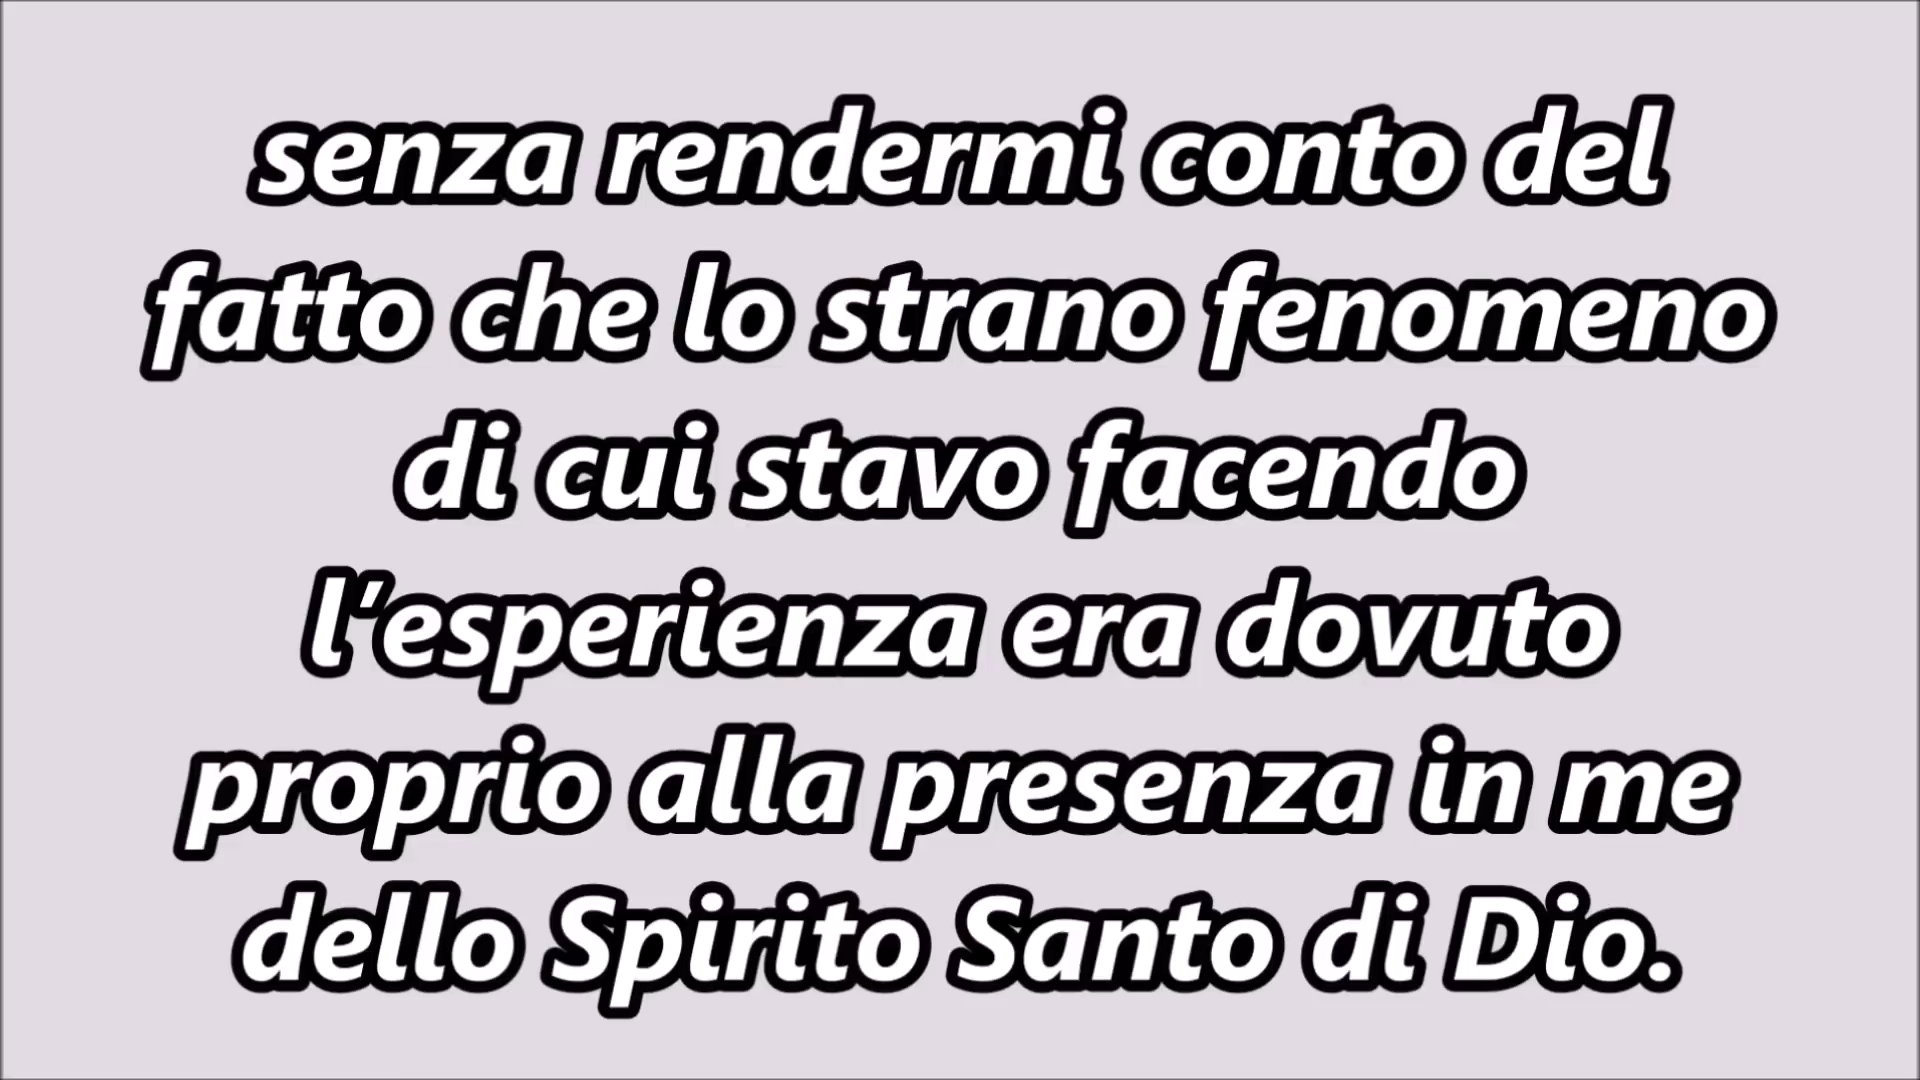 senza rendermi conto del
fatto che lo strano fenomeno
di cui stavo facendo
l’esperienza era dovuto
proprio alla presenza in me
dello Spirito Santo di Dio.